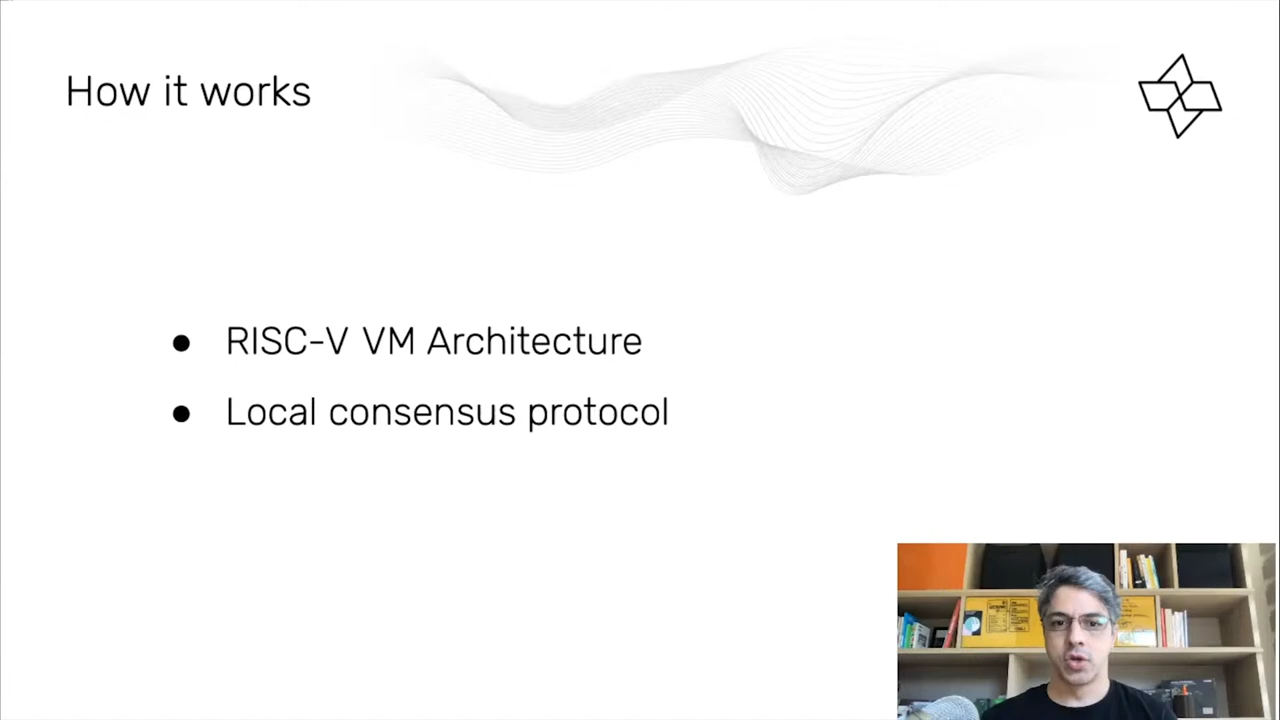 How it works
● RISC-V VM Architecture
● Local consensus protocol